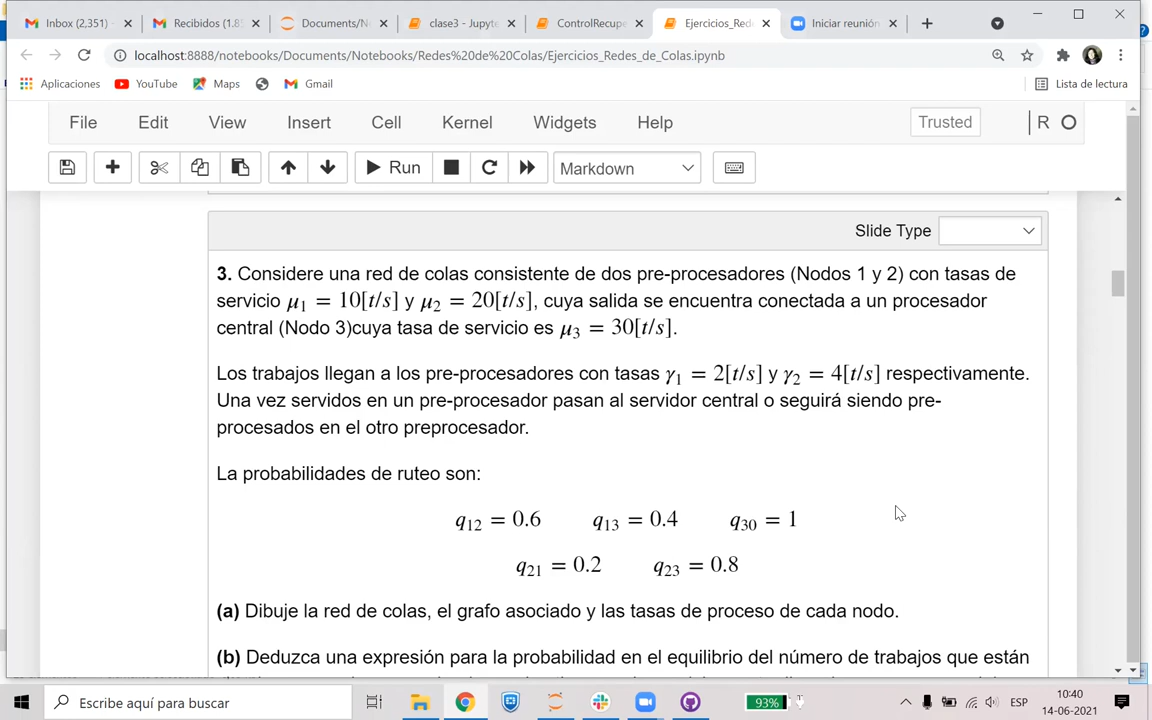 Inbox (2,351)
Recibidos (1.85
Documents/No
clase3 - Jupyte
ControlRecupe
Ejercicios_Red
Iniciar reunión
localhost:8888/notebooks/Documents/Notebooks/Redes%20de%20Colas/Ejercicios_Redes_de_Colas.ipynb
Aplicaciones YouTube Maps Gmail Lista de lectura
File Edit View Insert Cell Kernel Widgets Help Trusted R
Run Markdown
Slide Type
3. Considere una red de colas consistente de dos pre-procesadores (Nodos 1 y 2) con tasas de
servicio μ₁ = 10[t/s] y μ₂ = 20[t/s], cuya salida se encuentra conectada a un procesador
central (Nodo 3)cuya tasa de servicio es μ₃ = 30[t/s].
Los trabajos llegan a los pre-procesadores con tasas γ₁ = 2[t/s] y γ₂ = 4[t/s] respectivamente.
Una vez servidos en un pre-procesador pasan al servidor central o seguirá siendo pre-
procesados en el otro preprocesador.
La probabilidades de ruteo son:
q₁₂ = 0.6 q₁₃ = 0.4 q₃₀ = 1
q₂₁ = 0.2 q₂₃ = 0.8
(a) Dibuje la red de colas, el grafo asociado y las tasas de proceso de cada nodo.
(b) Deduzca una expresión para la probabilidad en el equilibrio del número de trabajos que están
Escribe aquí para buscar
93%
ESP
10:40
14-06-2021